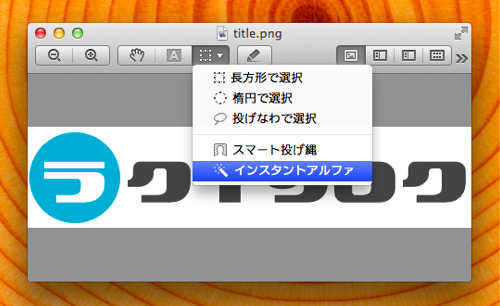 title.png
A
長方形で選択
楕円で選択
投げなわで選択
スマート投げ縄
インスタントアルファ